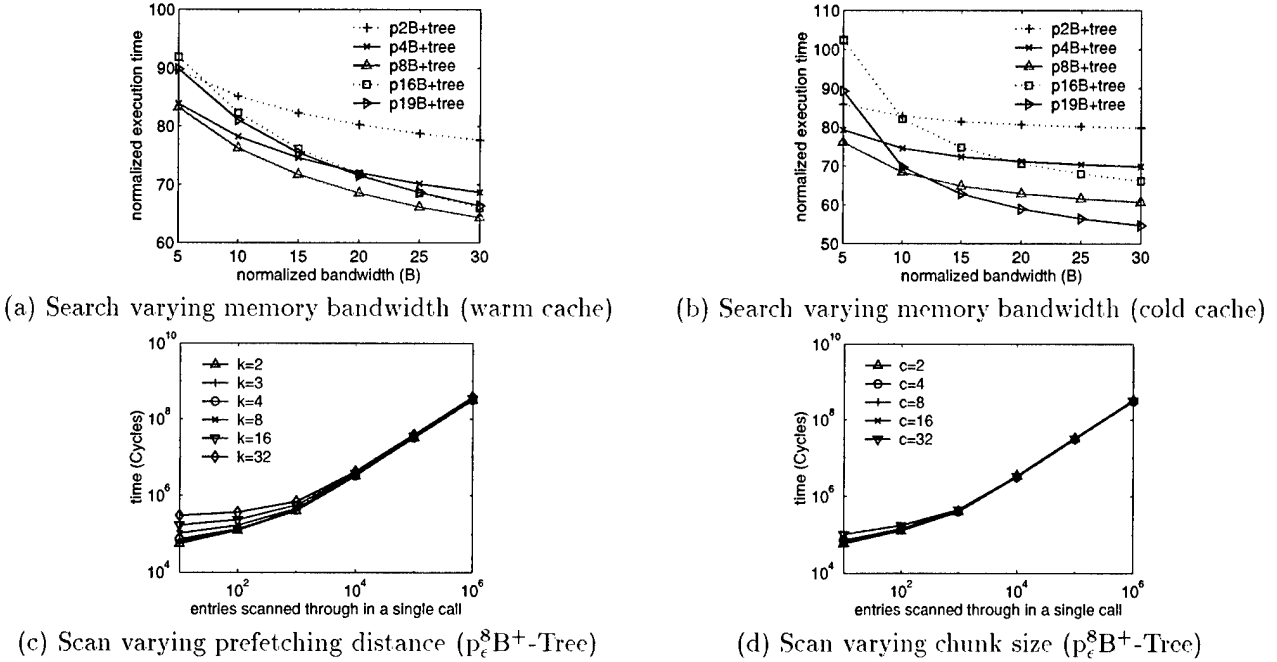 100
90
80
70
60
normalized execution time
p2B+tree
p4B+tree
p8B+tree
p16B+tree
p19B+tree
5 10 15 20 25 30
normalized bandwidth (B)
(a) Search varying memory bandwidth (warm cache)
110
100
90
80
70
60
50
normalized execution time
p2B+tree
p4B+tree
p8B+tree
p16B+tree
p19B+tree
5 10 15 20 25 30
normalized bandwidth (B)
(b) Search varying memory bandwidth (cold cache)
10^10
10^8
10^6
10^4
time (Cycles)
k=2
k=3
k=4
k=8
k=16
k=32
10^2 10^4 10^6
entries scanned through in a single call
(c) Scan varying prefetching distance (p_e^8B^+-Tree)
10^10
10^8
10^6
10^4
time (Cycles)
c=2
c=4
c=8
c=16
c=32
10^2 10^4 10^6
entries scanned through in a single call
(d) Scan varying chunk size (p_e^8B^+-Tree)